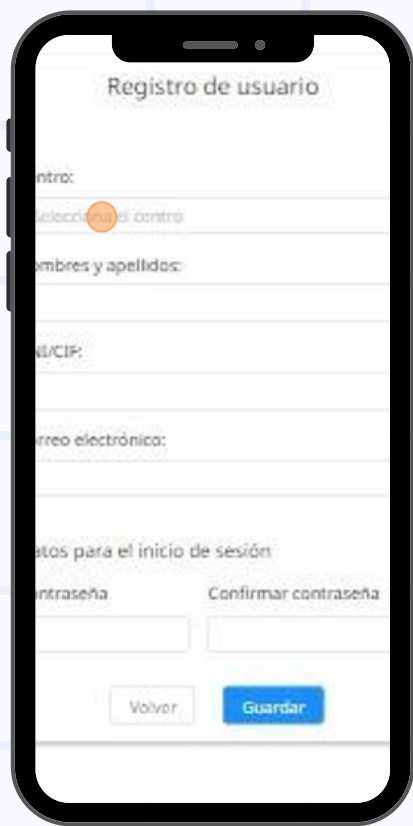 Registro de usuario
ntro:
Selecciona el centro
ombres y apellidos:
NI/CIF:
orreo electrónico:
atos para el inicio de sesión
ntraseña
Confirmar contraseña
Volver
Guardar